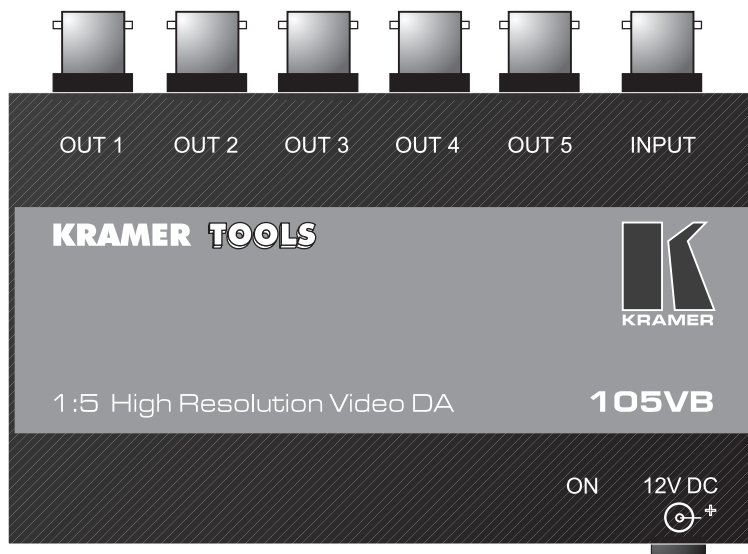 OUT 1 OUT 2 OUT 3 OUT 4 OUT 5 INPUT
KRAMER TOOLS
KRAMER
1:5 High Resolution Video DA 105VB
ON 12V DC
+